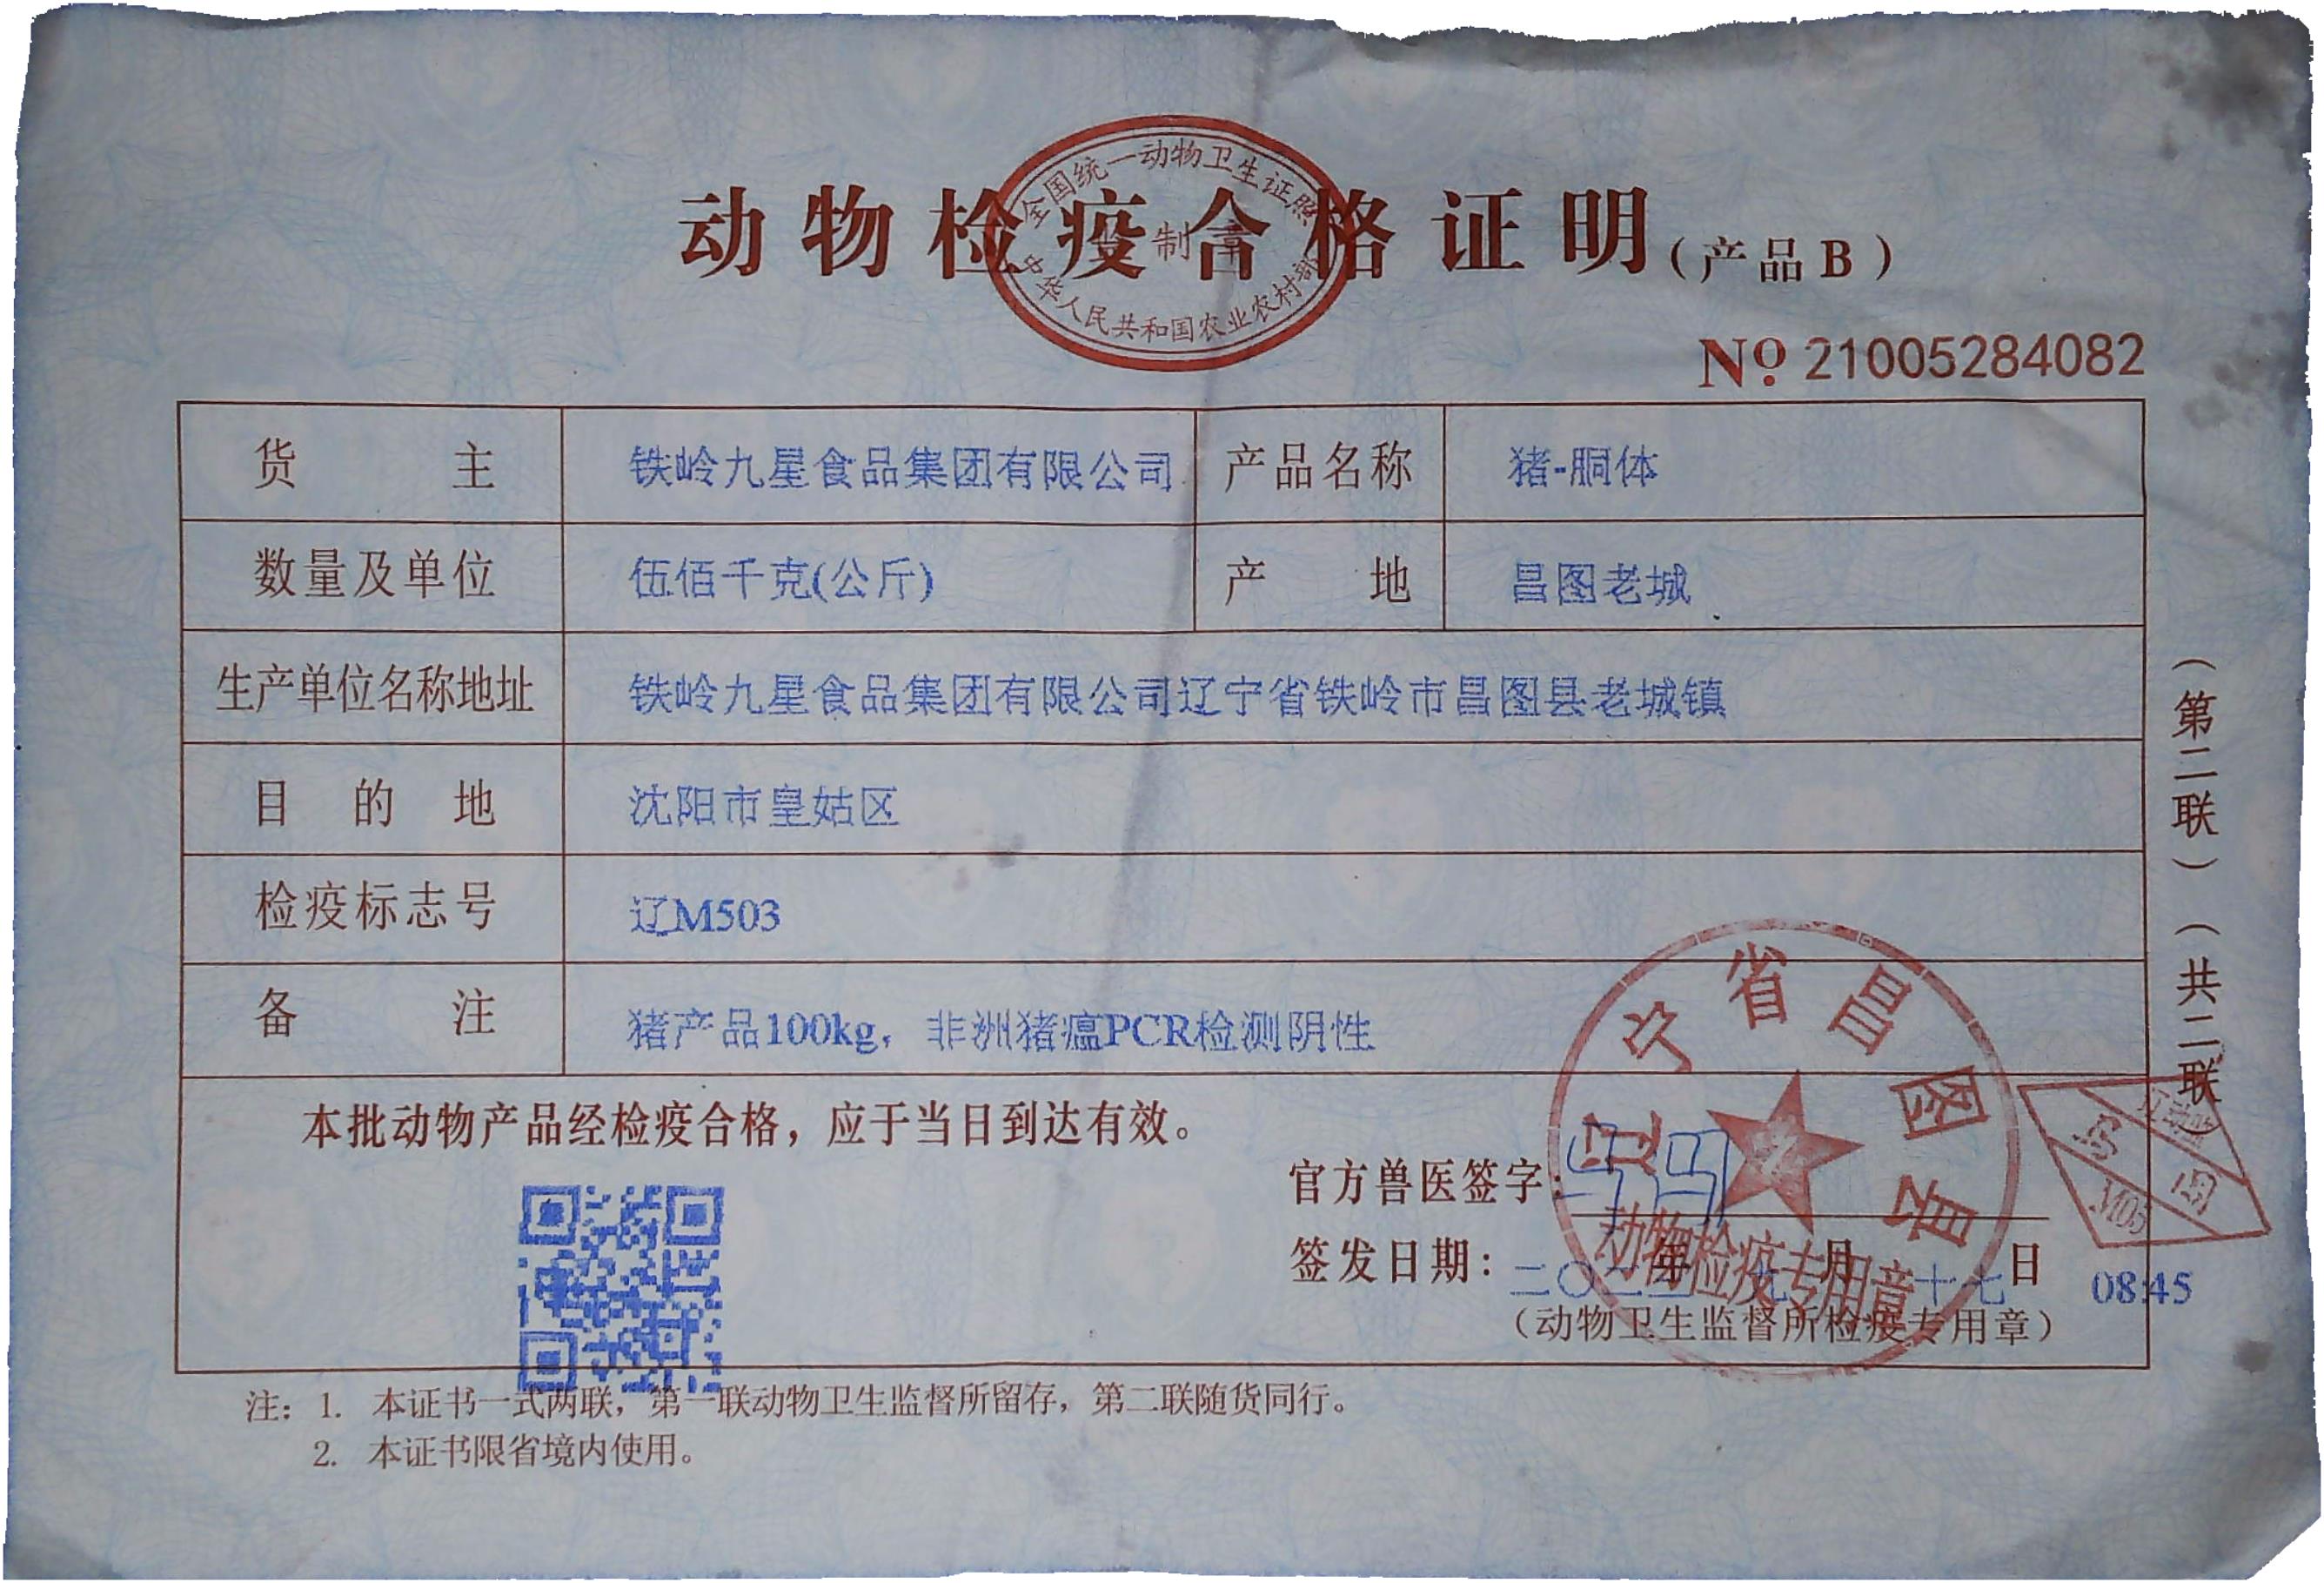 动物检疫合格证明(产品B)
全国统一动物卫生证照
监制章
中华人民共和国农业农村部
№ 21005284082
货主 铁岭九星食品集团有限公司 产品名称 猪-胴体
数量及单位 伍佰千克(公斤) 产地 昌图老城
生产单位名称地址 铁岭九星食品集团有限公司辽宁省铁岭市昌图县老城镇
目的地 沈阳市皇姑区
检疫标志号 辽M503
备注 猪产品100kg，非洲猪瘟PCR检测阴性
本批动物产品经检疫合格，应于当日到达有效。
官方兽医签字：
签发日期： 年 九月 十七日 08:45
(动物卫生监督所检疫专用章)
辽宁省昌图县
动物检疫专用章
(第二联)(共二联)
注：1. 本证书一式两联，第一联动物卫生监督所留存，第二联随货同行。
2. 本证书限省境内使用。